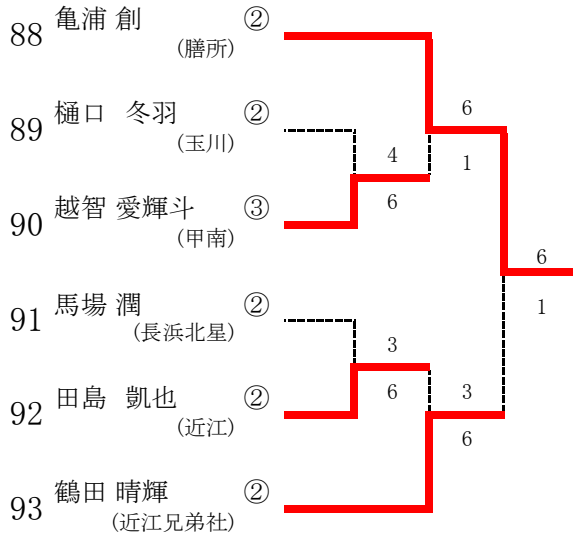 88 亀浦 創 ②
(膳所)
6
89 樋口 冬羽 ②
(玉川)
4
1
6
90 越智 愛輝斗 ③
(甲南)
6
91 馬場 潤 ②
1
(長浜北星)
3
92 田島 凱也 ②
6
3
(近江)
6
93 鶴田 晴輝 ②
(近江兄弟社)